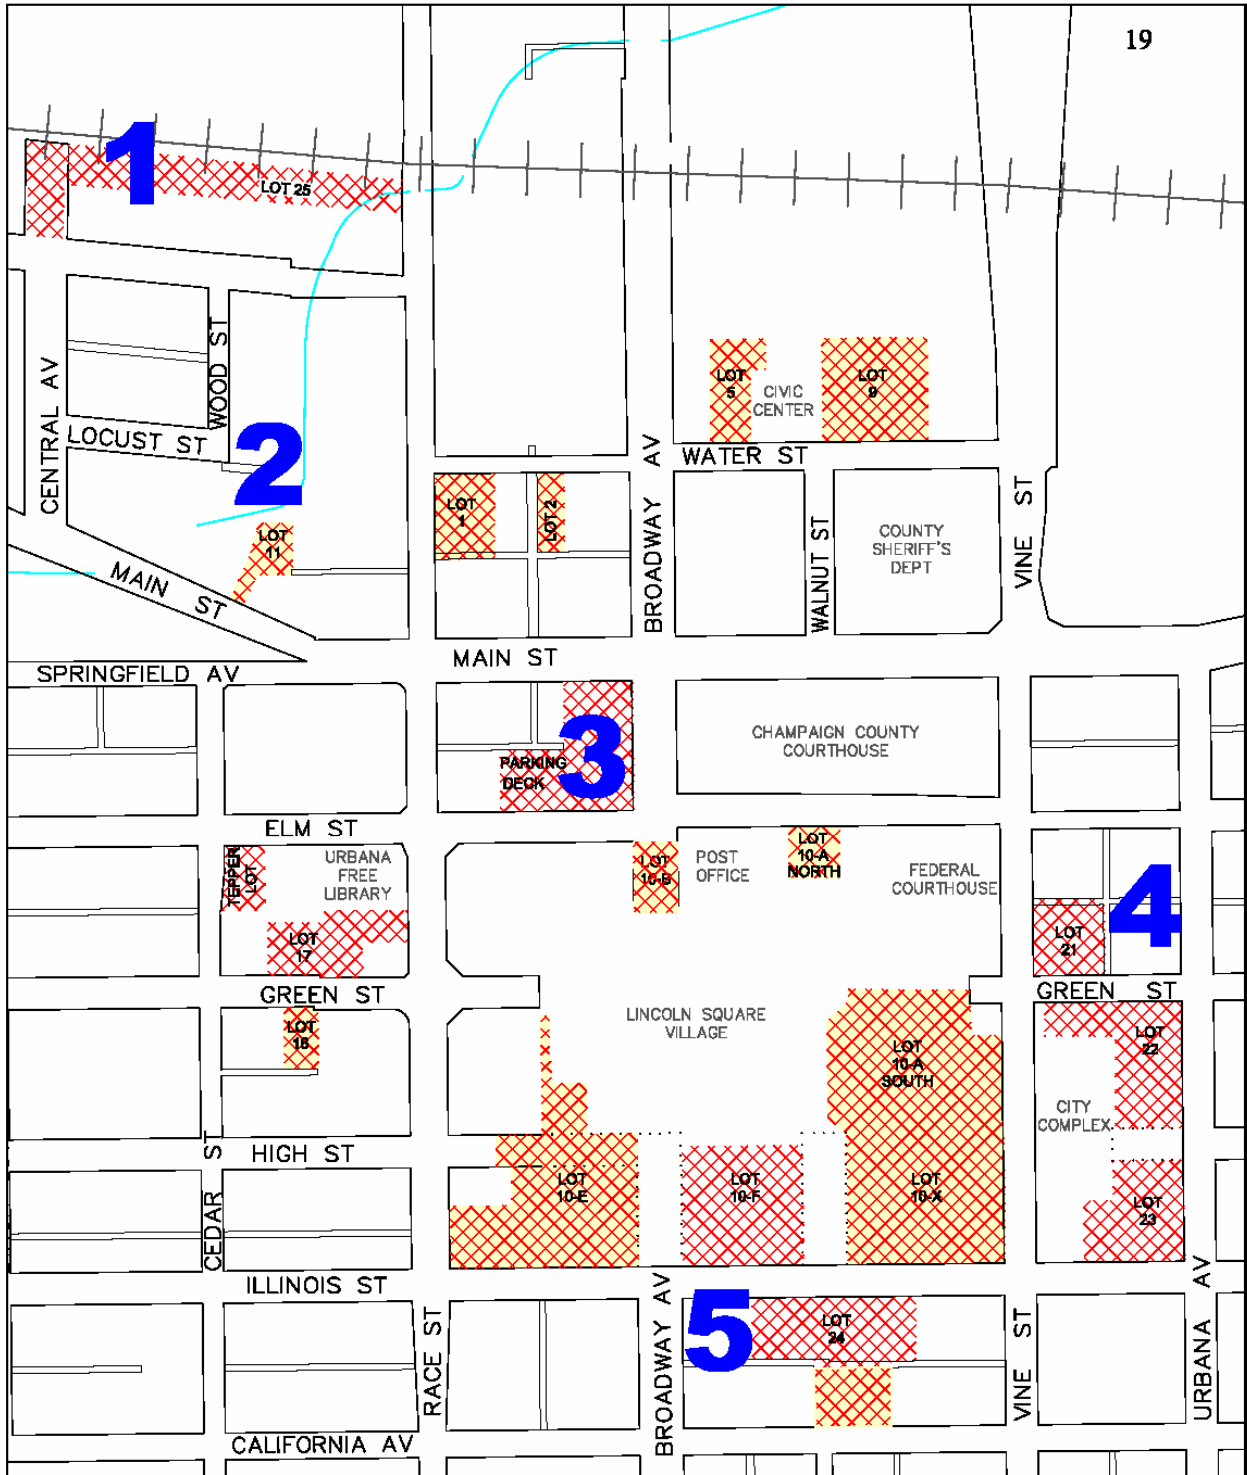 19
1
LOT 25
WOOD ST
CENTRAL AV
LOCUST ST
2
LOT
11
MAIN ST
SPRINGFIELD AV
LOT
5
CIVIC
CENTER
LOT
9
WATER ST
LOT
1
LOT 2
BROADWAY AV
WALNUT ST
COUNTY
SHERIFF'S
DEPT
VINE ST
MAIN ST
PARKING
DECK
3
CHAMPAIGN COUNTY
COURTHOUSE
ELM ST
TEPPER
LOT
URBANA
FREE
LIBRARY
LOT
17
LOT
10-B
POST
OFFICE
LOT
10-A
NORTH
FEDERAL
COURTHOUSE
LOT
21
4
GREEN ST
GREEN ST
LOT
16
LINCOLN SQUARE
VILLAGE
LOT
10-A
SOUTH
LOT
22
CITY
COMPLEX
HIGH ST
CEDAR ST
LOT
10-E
LOT
10-F
LOT
10-X
LOT
23
ILLINOIS ST
RACE ST
BROADWAY AV
5
LOT
24
VINE ST
URBANA AV
CALIFORNIA AV